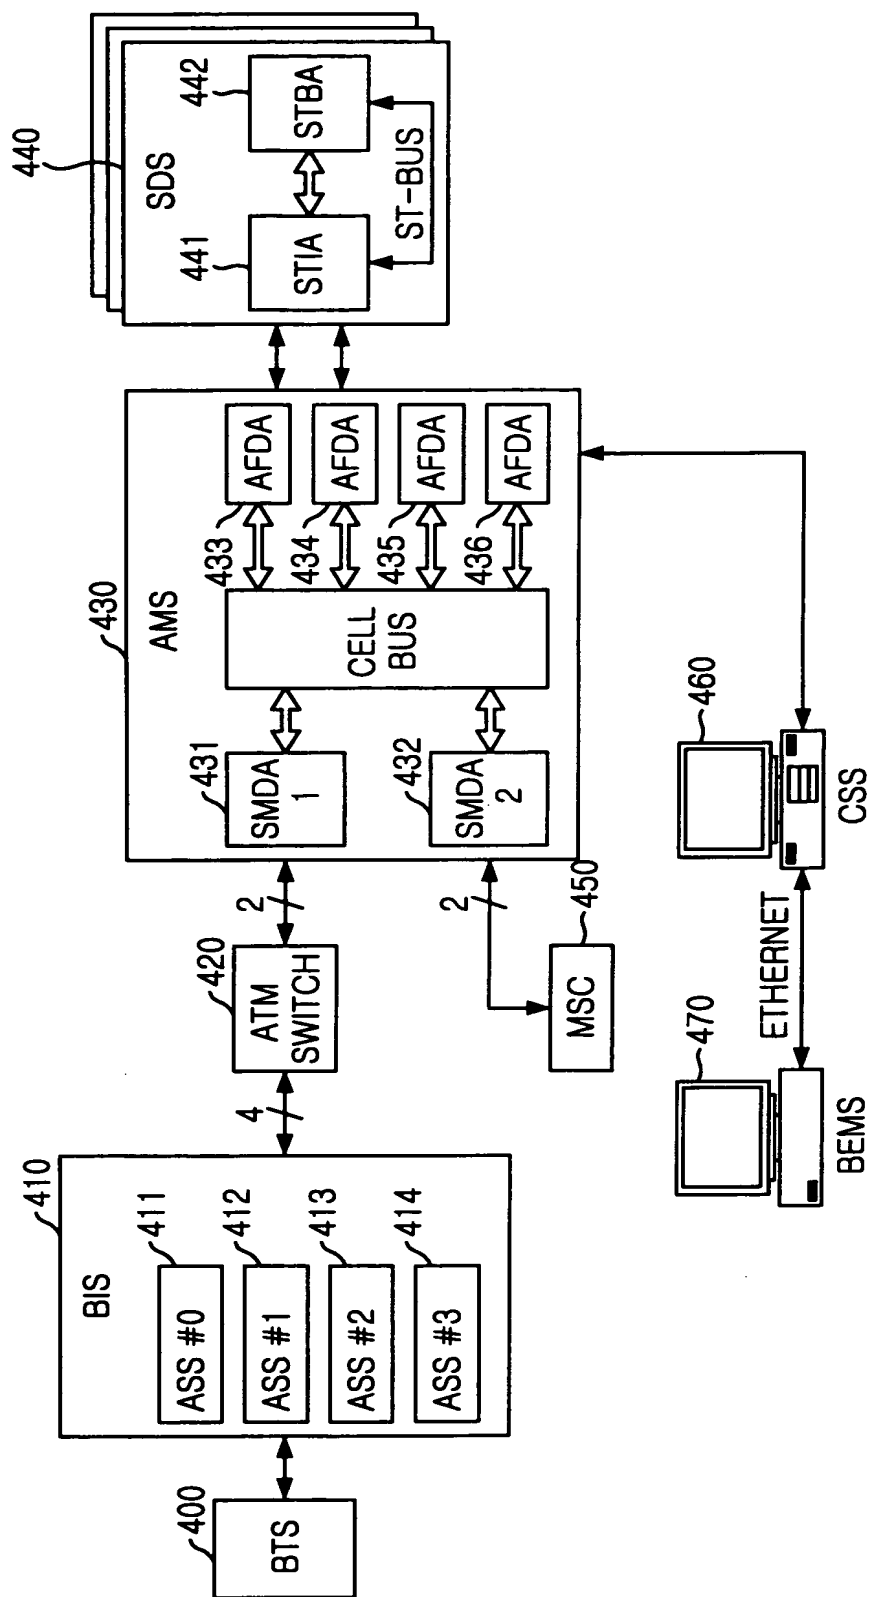 400
BTS
410
BIS
411
ASS #0
412
ASS #1
413
ASS #2
414
ASS #3
4
420
ATM
SWITCH
2
2
450
MSC
430
AMS
431
SMDA
1
432
SMDA
2
CELL
BUS
433
AFDA
434
AFDA
435
AFDA
436
AFDA
440
SDS
441
STIA
442
STBA
ST-BUS
470
BEMS
ETHERNET
460
CSS